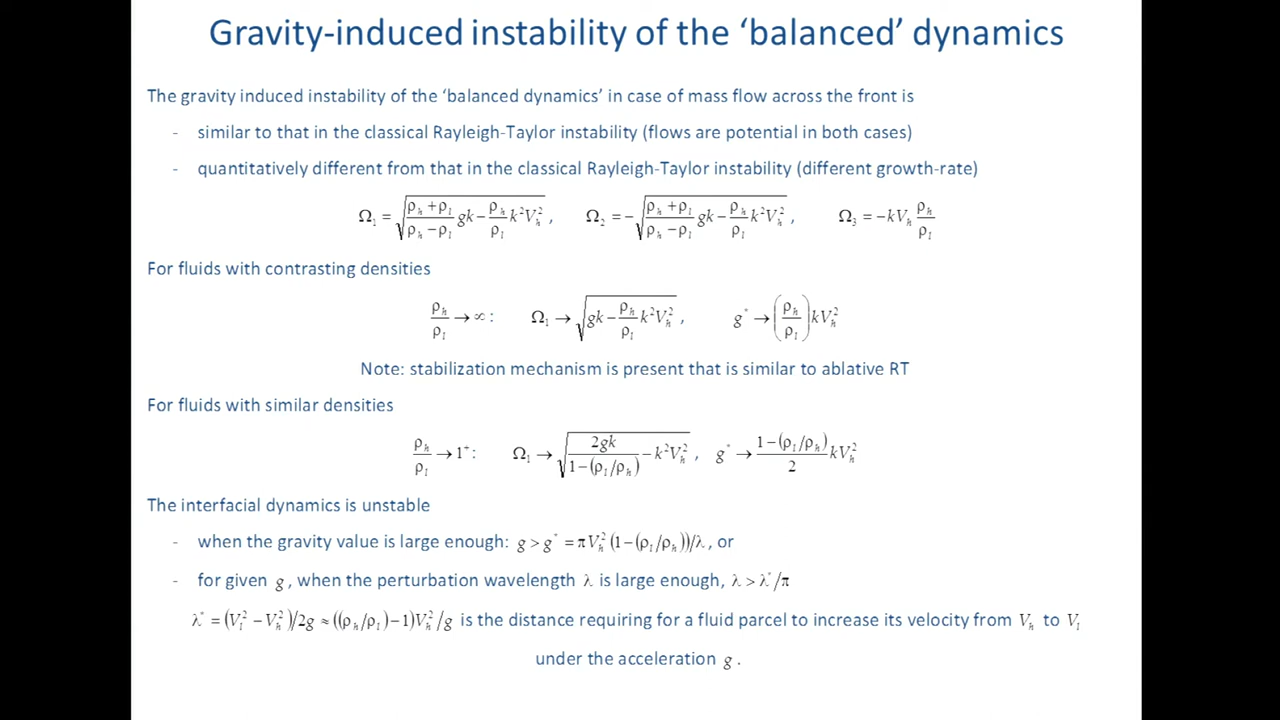 Gravity-induced instability of the ‘balanced’ dynamics
The gravity induced instability of the ‘balanced dynamics’ in case of mass flow across the front is
- similar to that in the classical Rayleigh-Taylor instability (flows are potential in both cases)
- quantitatively different from that in the classical Rayleigh-Taylor instability (different growth-rate)
Ω₁ = √((ρₕ+ρₗ)/(ρₕ−ρₗ) gk − (ρₕ/ρₗ) k²Vₕ²), Ω₂ = −√((ρₕ+ρₗ)/(ρₕ−ρₗ) gk − (ρₕ/ρₗ) k²Vₕ²), Ω₃ = −kVₕ ρₕ/ρₗ
For fluids with contrasting densities
ρₕ/ρₗ → ∞: Ω₁ → √(gk − (ρₕ/ρₗ) k²Vₕ²), g* → (ρₕ/ρₗ) kVₕ²
Note: stabilization mechanism is present that is similar to ablative RT
For fluids with similar densities
ρₕ/ρₗ → 1⁺: Ω₁ → √(2gk/(1−(ρₗ/ρₕ)) − k²Vₕ²), g* → (1−(ρₗ/ρₕ))/2 kVₕ²
The interfacial dynamics is unstable
- when the gravity value is large enough: g > g* = πVₕ²(1−(ρₗ/ρₕ))/λ, or
- for given g, when the perturbation wavelength λ is large enough, λ > λ*/π
λ* = (Vₗ² − Vₕ²)/2g ≈ ((ρₕ/ρₗ)−1)Vₕ²/g is the distance requiring for a fluid parcel to increase its velocity from Vₕ to Vₗ
under the acceleration g.